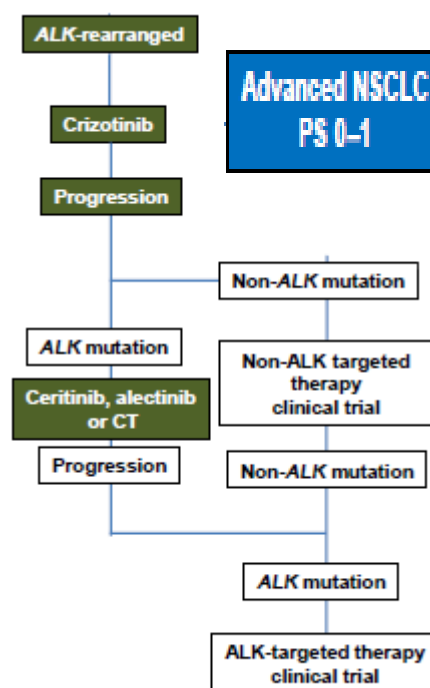 ALK-rearranged
Advanced NSCLC
PS 0–1
Crizotinib
Progression
Non-ALK mutation
ALK mutation
Non-ALK targeted
therapy
clinical trial
Ceritinib, alectinib
or CT
Progression
Non-ALK mutation
ALK mutation
ALK-targeted therapy
clinical trial